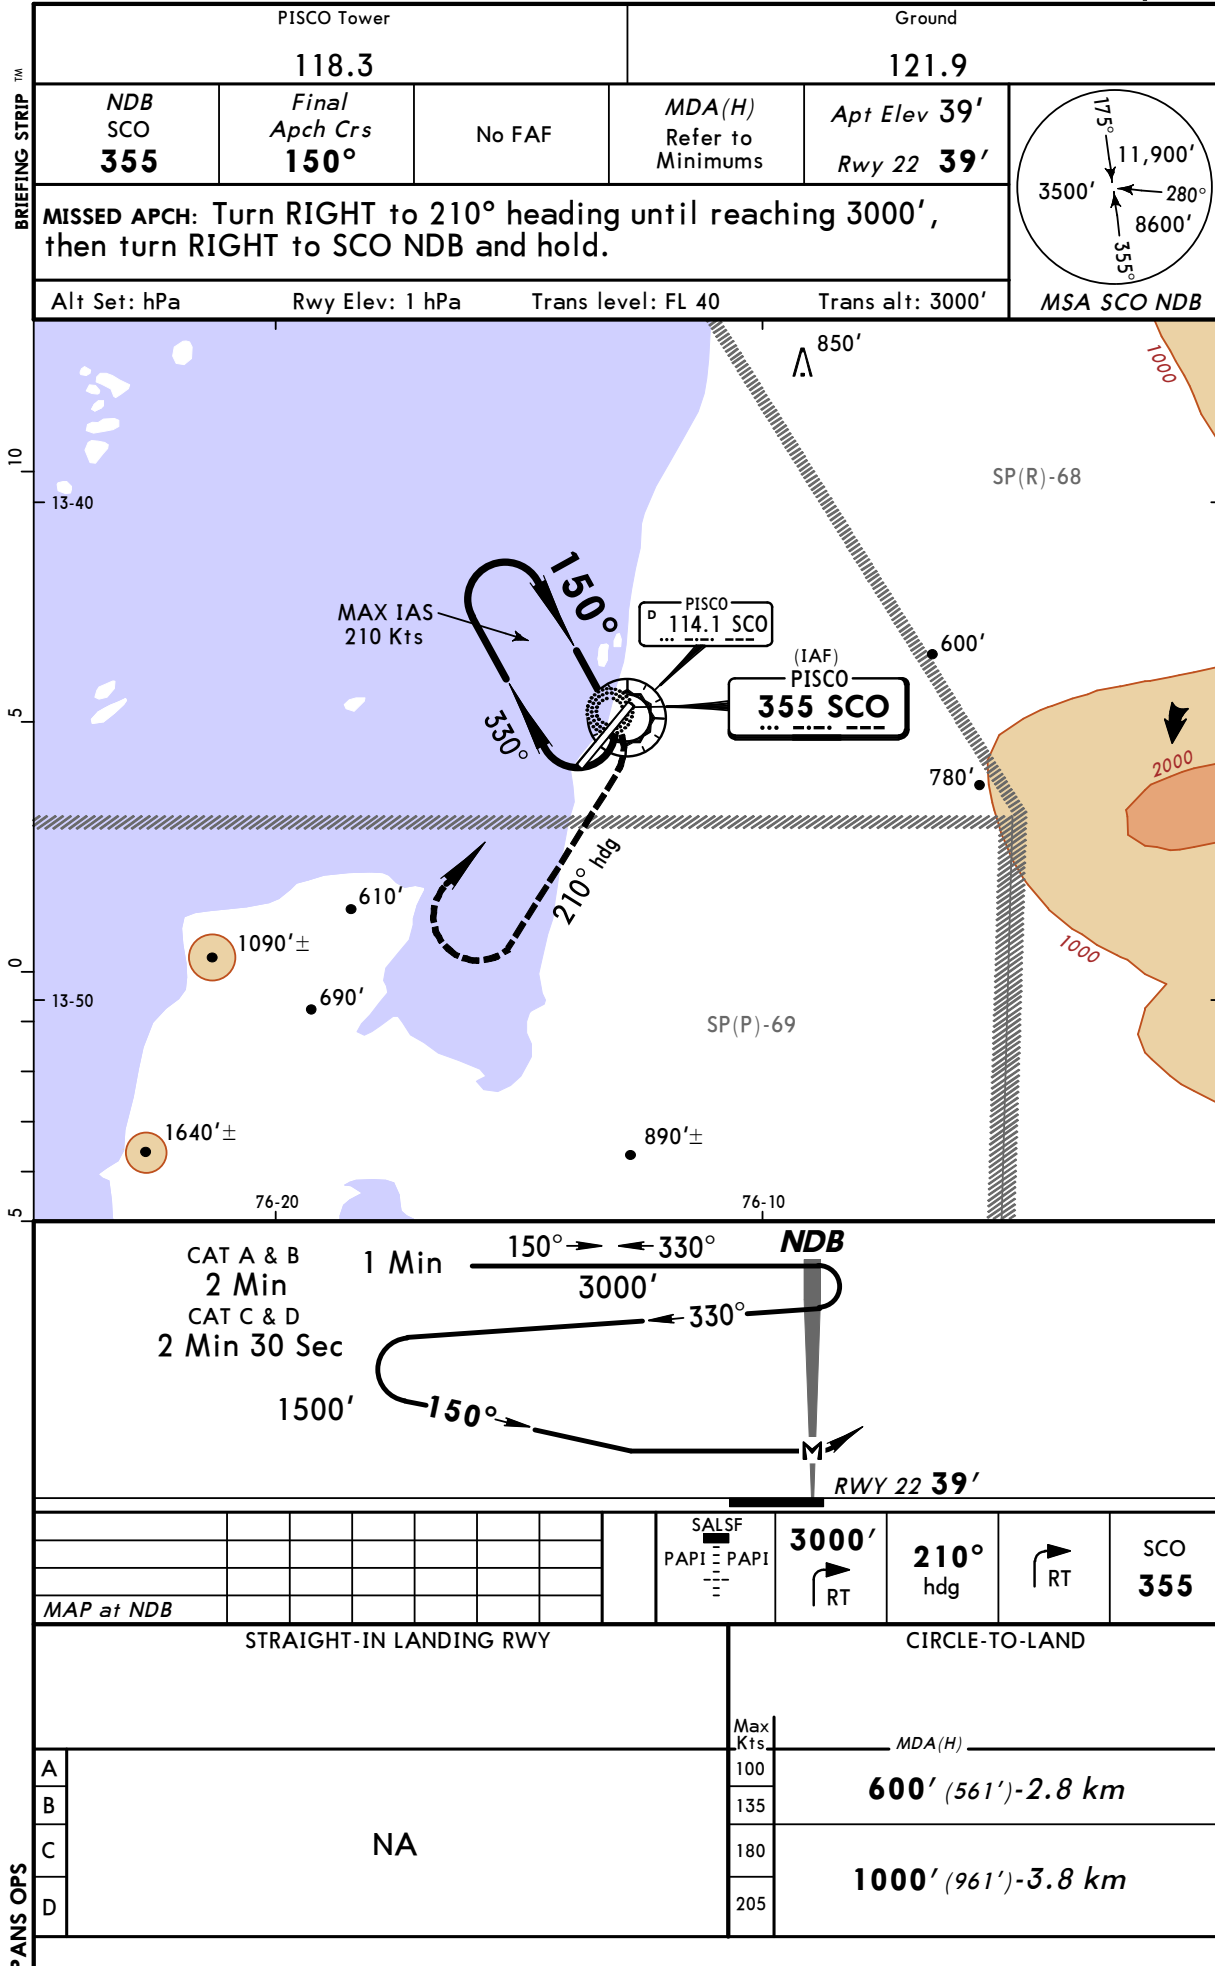 BRIEFING STRIP ™
PISCO Tower
118.3
Ground
121.9
NDB
SCO
355
Final
Apch Crs
150°
No FAF
MDA(H)
Refer to
Minimums
Apt Elev 39'
Rwy 22 39'
MISSED APCH: Turn RIGHT to 210° heading until reaching 3000',
then turn RIGHT to SCO NDB and hold.
Alt Set: hPa
Rwy Elev: 1 hPa
Trans level: FL 40
Trans alt: 3000'
175°
11,900'
3500'
280°
8600'
355°
MSA SCO NDB
850'
1000
10
13-40
SP(R)-68
150°
MAX IAS
210 Kts
PISCO
D 114.1 SCO
(IAF)
PISCO
355 SCO
600'
330°
5
2000
780'
210° hdg
610'
1090'±
1000
0
13-50
690'
SP(P)-69
1640'±
890'±
5
76-20
76-10
CAT A & B
2 Min
CAT C & D
2 Min 30 Sec
1 Min
150°
330°
NDB
3000'
330°
1500'
150°
M
RWY 22 39'
MAP at NDB
SALSF
PAPI PAPI
3000'
RT
210°
hdg
RT
SCO
355
STRAIGHT-IN LANDING RWY
CIRCLE-TO-LAND
Max
Kts
MDA(H)
A
100
600' (561')-2.8 km
B
135
NA
C
180
1000' (961')-3.8 km
D
205
PANS OPS